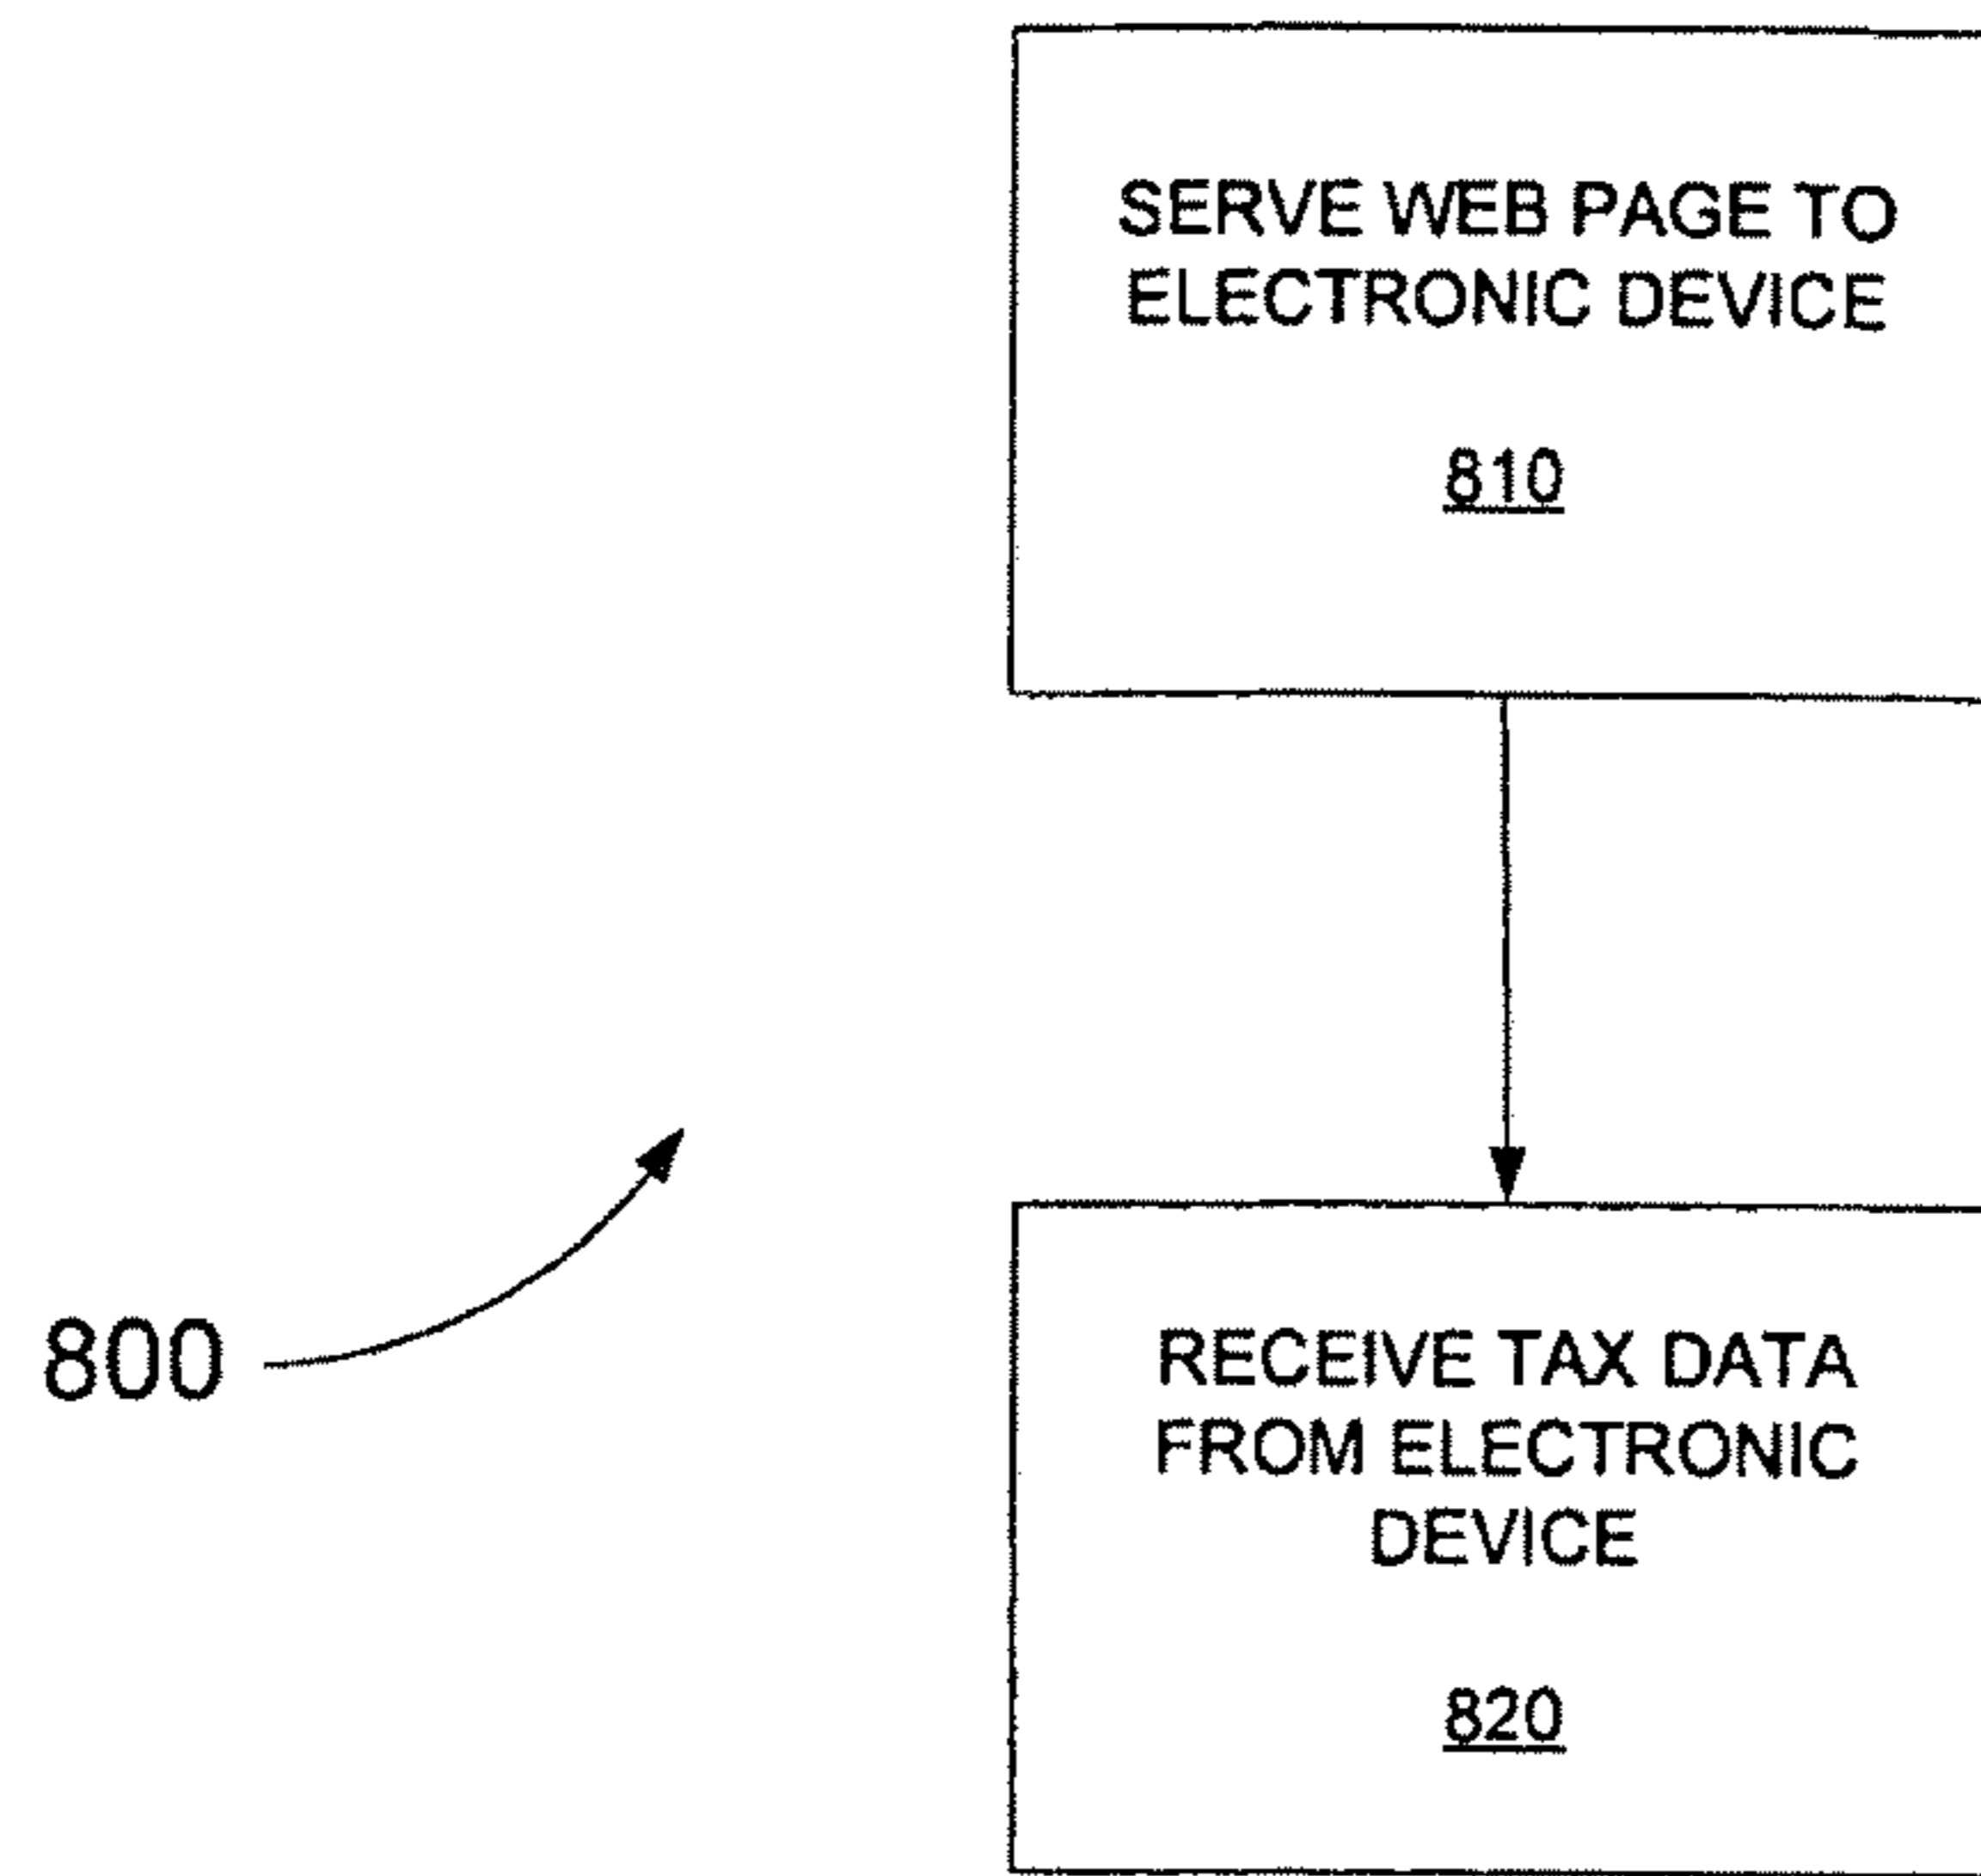 SERVE WEB PAGE TO
ELECTRONIC DEVICE
810
800
RECEIVE TAX DATA
FROM ELECTRONIC
DEVICE
820